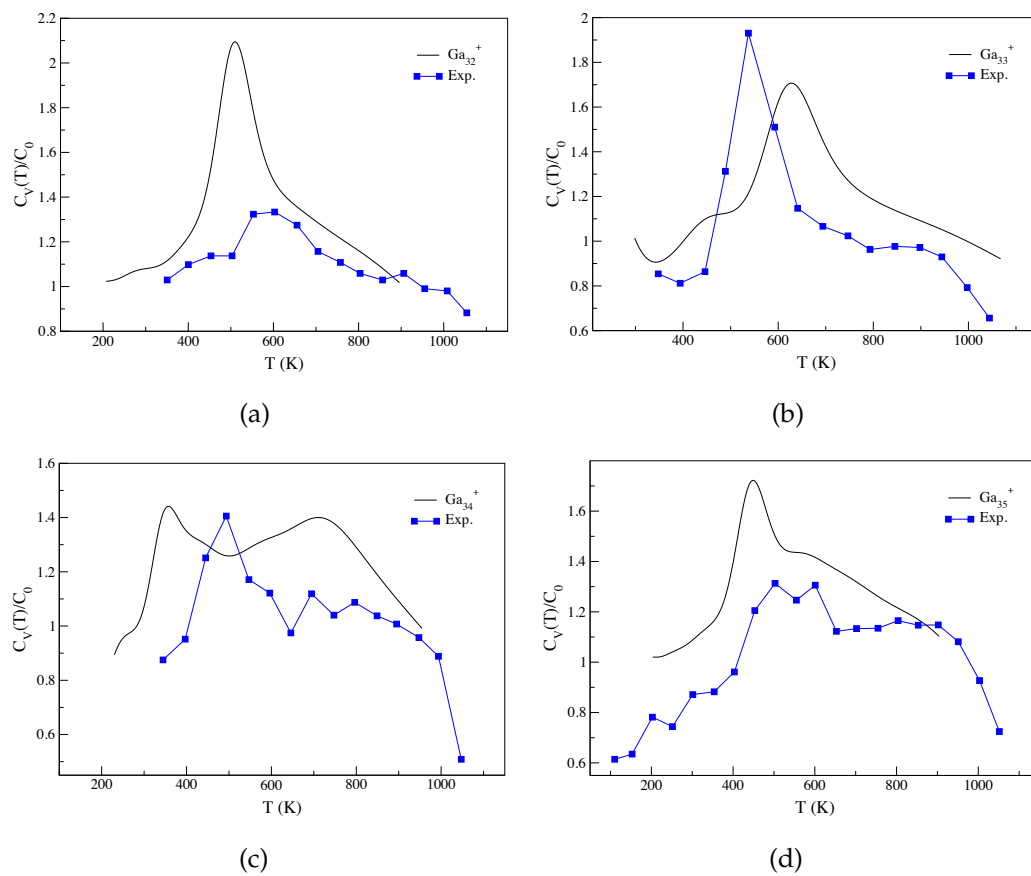 2.2
2
1.8
1.6
1.4
1.2
1
0.8
C_V(T)/C_0
Ga_32^+
Exp.
200 400 600 800 1000
T (K)
(a)
2
1.8
1.6
1.4
1.2
1
0.8
0.6
C_V(T)/C_0
Ga_33^+
Exp.
400 600 800 1000
T (K)
(b)
1.6
1.4
1.2
1
0.8
0.6
C_V(T)/C_0
Ga_34^+
Exp.
200 400 600 800 1000
T (K)
(c)
1.6
1.4
1.2
1
0.8
0.6
C_V(T)/C_0
Ga_35^+
Exp.
200 400 600 800 1000
T (K)
(d)